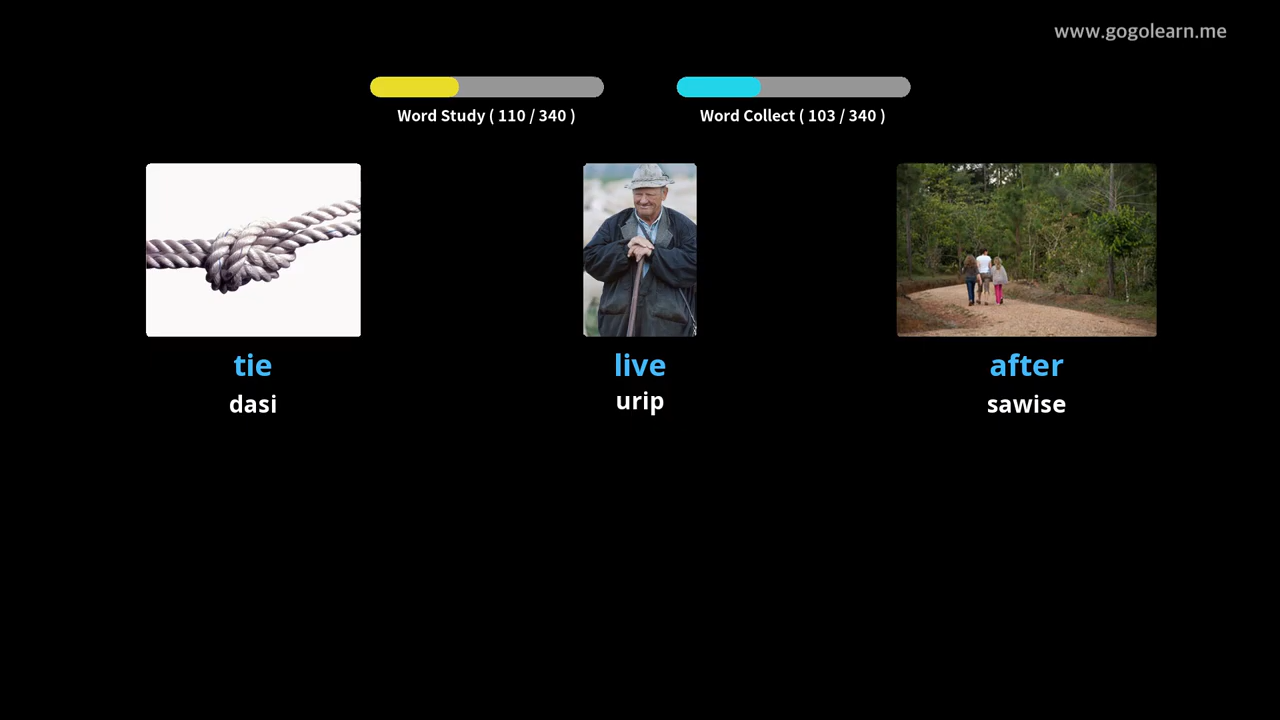 www.gogolearn.me
Word Study ( 110 / 340 )
Word Collect ( 103 / 340 )
tie
dasi
live
urip
after
sawise